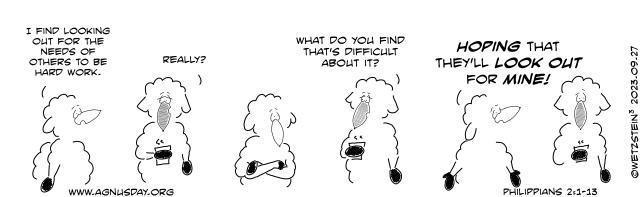 I FIND LOOKING
OUT FOR THE
NEEDS OF
OTHERS TO BE
HARD WORK.
REALLY?
WHAT DO YOU FIND
THAT'S DIFFICULT
ABOUT IT?
HOPING THAT
THEY'LL LOOK OUT
FOR MINE!
WWW.AGNUSDAY.ORG
PHILIPPIANS 2:1-13
©WETZSTEIN³ 2023.09.27